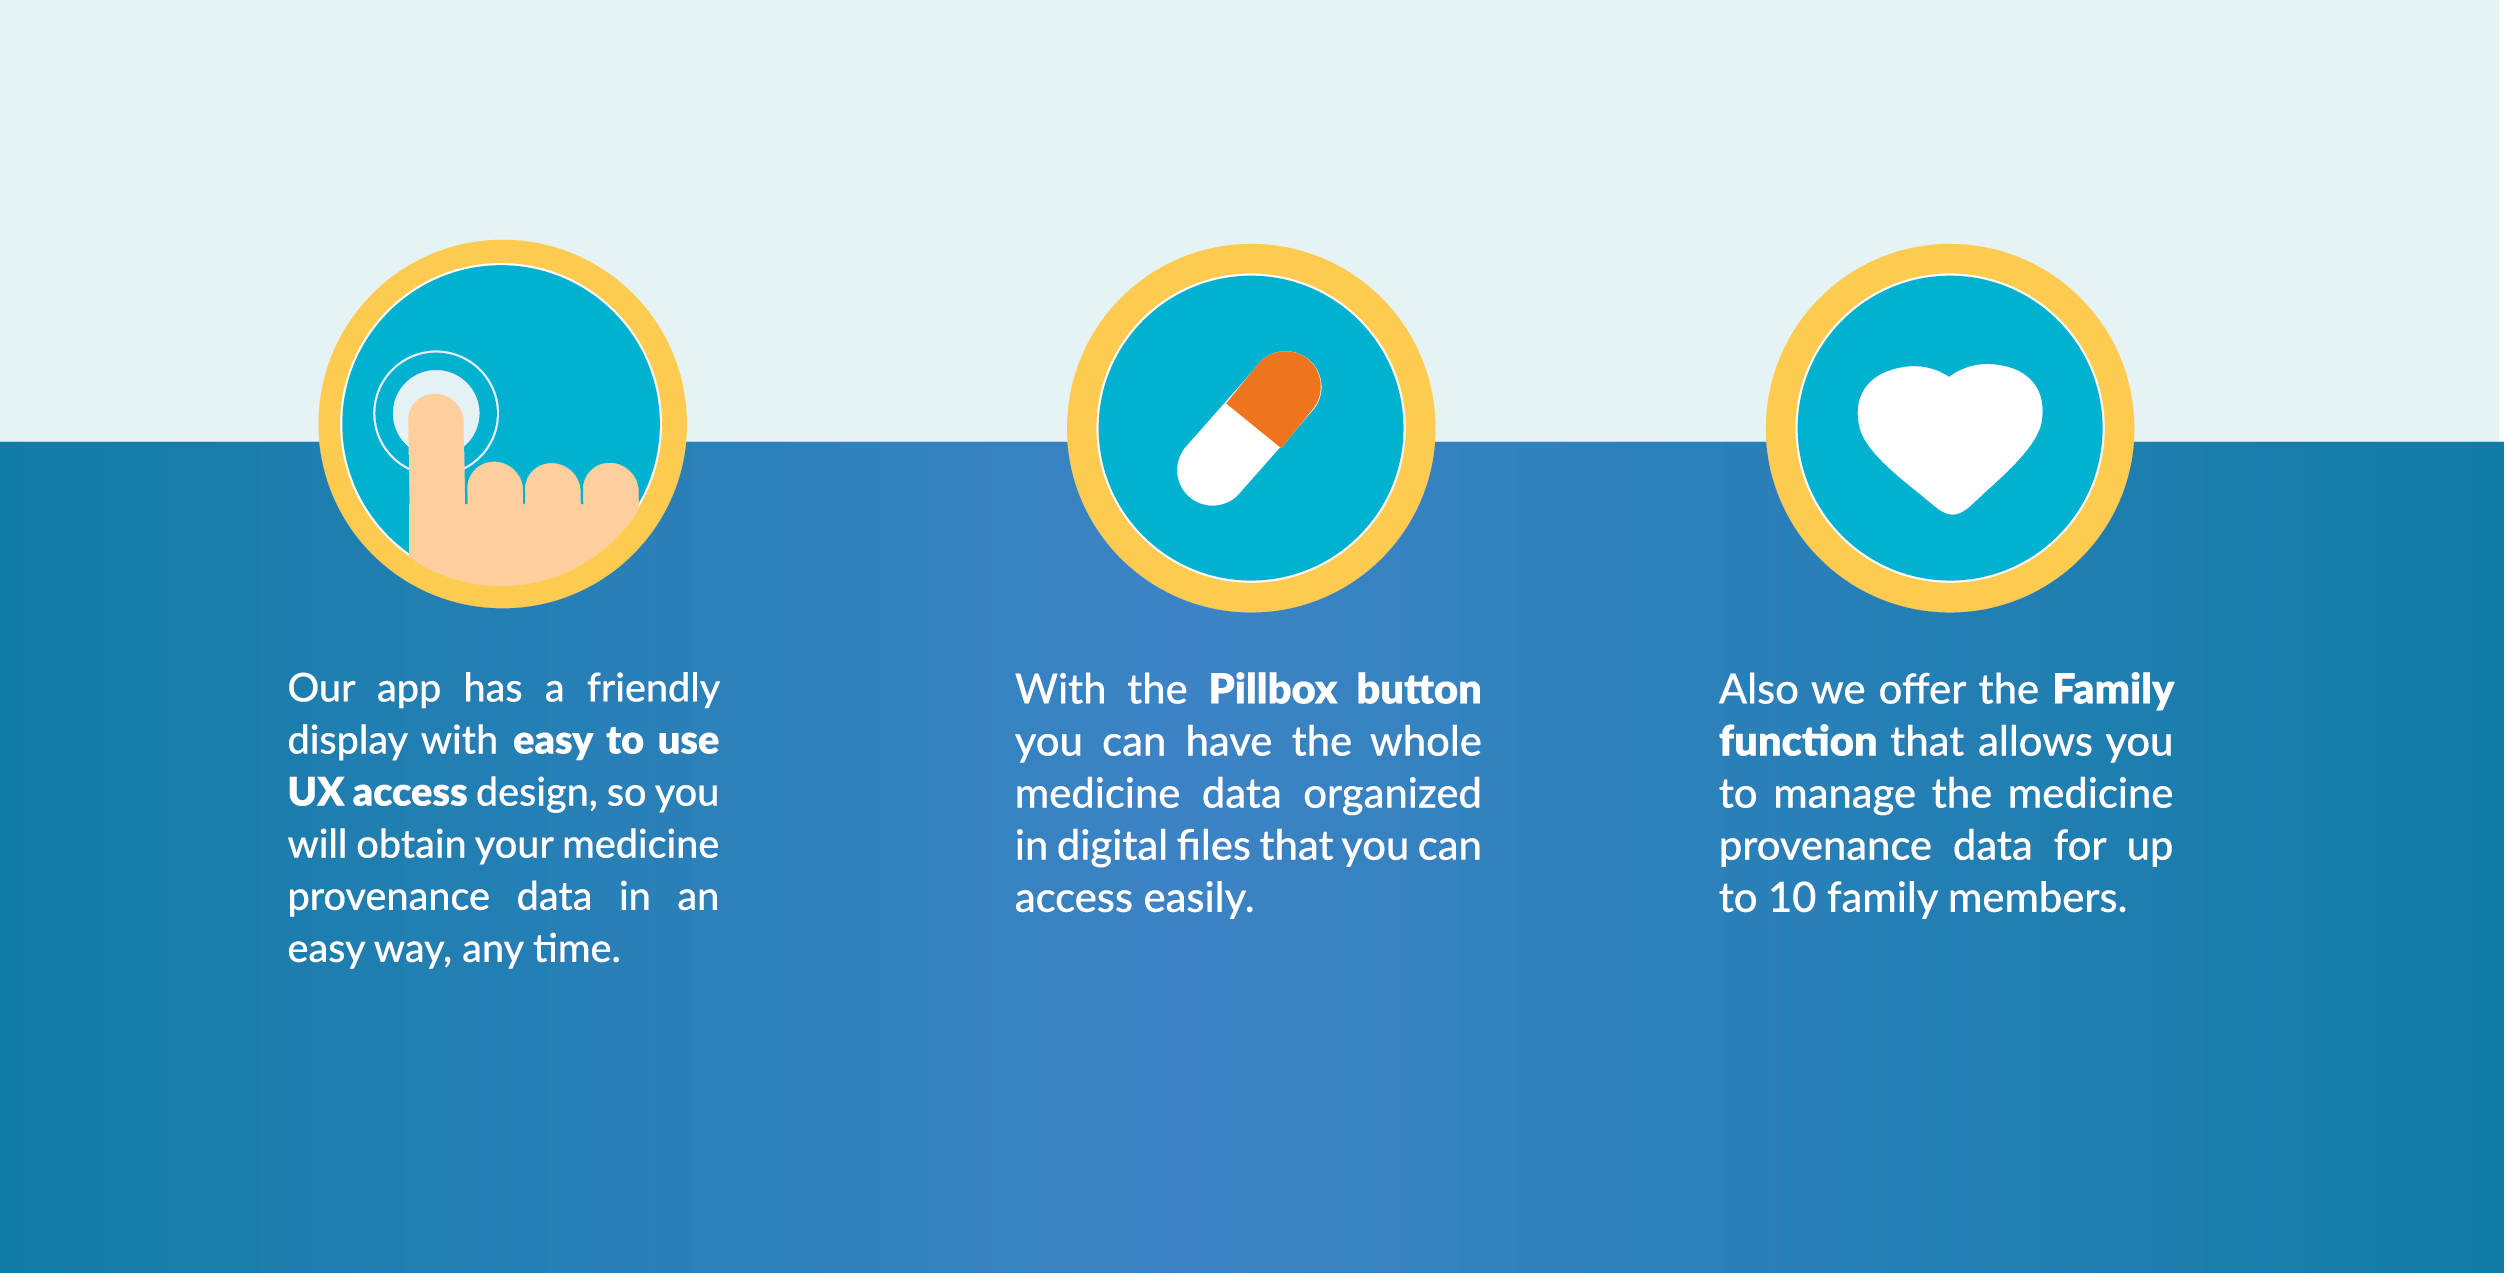 Our app has a friendly
display with easy to use
UX access design, so you
will obtain your medicine
provenance data in an
easy way, any time.
With the Pillbox button
you can have the whole
medicine data organized
in digital files that you can
access easily.
Also we offer the Family
function that allows you
to manage the medicine
provenance data for up
to 10 family members.